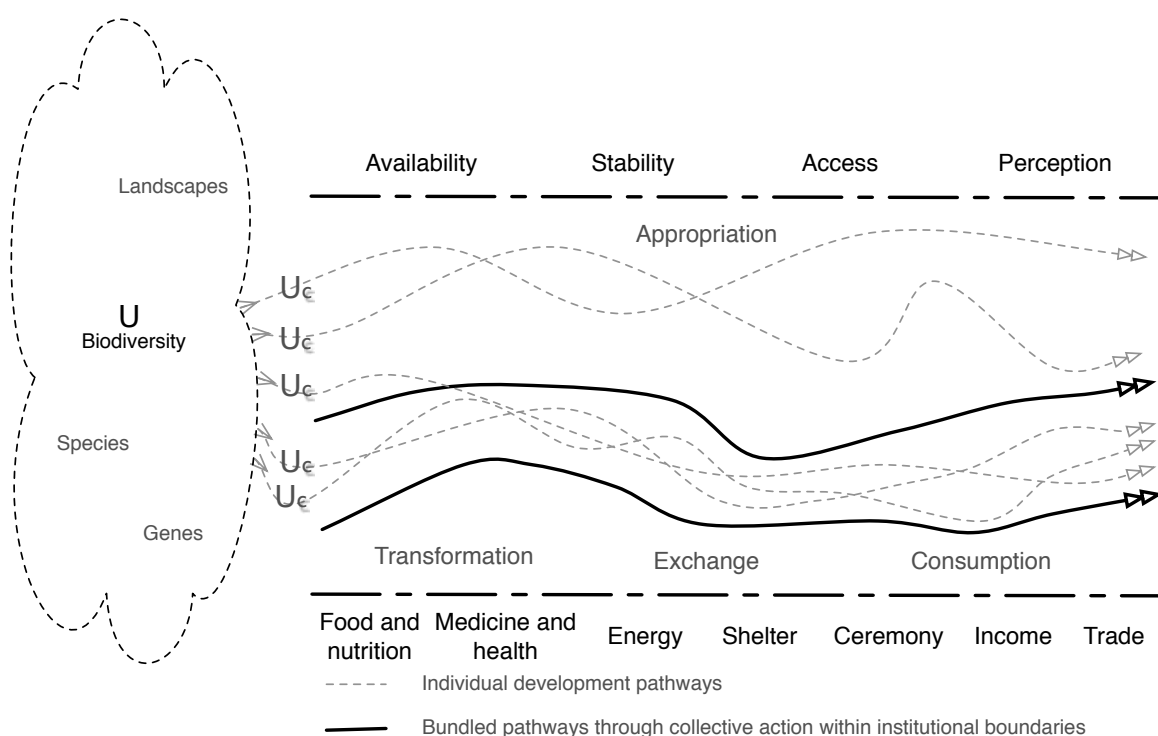 Availability Stability Access Perception
Landscapes
Appropriation
U
Biodiversity
Uc
Uc
Uc
Species
Uc
Uc
Genes
Transformation Exchange Consumption
Food and nutrition
Medicine and health
Energy Shelter Ceremony Income Trade
Individual development pathways
Bundled pathways through collective action within institutional boundaries